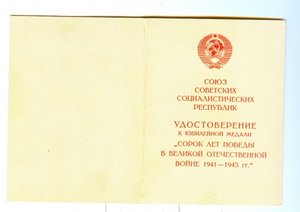 СОЮЗ
СОВЕТСКИХ
СОЦИАЛИСТИЧЕСКИХ
РЕСПУБЛИК
УДОСТОВЕРЕНИЕ
К ЮБИЛЕЙНОЙ МЕДАЛИ
„СОРОК ЛЕТ ПОБЕДЫ
В ВЕЛИКОЙ ОТЕЧЕСТВЕННОЙ
ВОЙНЕ 1941—1945 гг.“